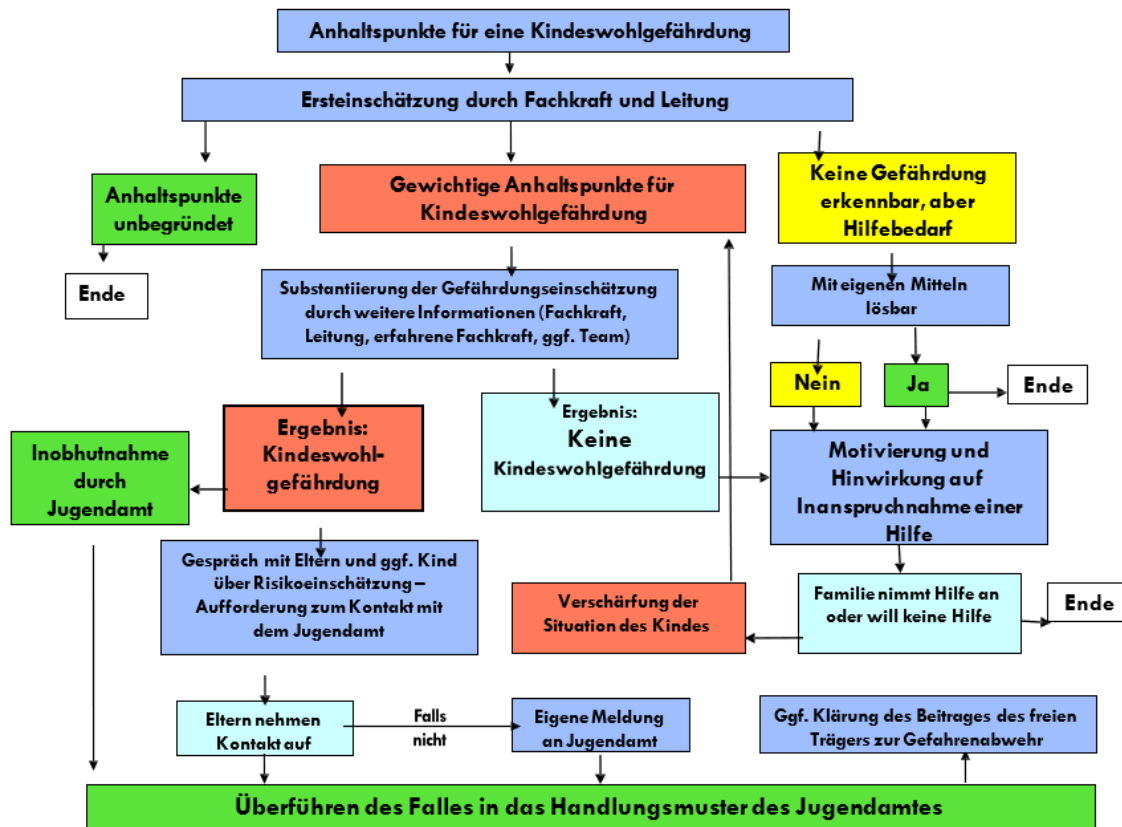 Anhaltspunkte für eine Kindeswohlgefährdung
Ersteinschätzung durch Fachkraft und Leitung
Anhaltspunkte
unbegründet
Gewichtige Anhaltspunkte für
Kindeswohlgefährdung
Keine Gefährdung
erkennbar, aber
Hilfebedarf
Ende
Substantiierung der Gefährdungseinschätzung
durch weitere Informationen (Fachkraft,
Leitung, erfahrene Fachkraft, ggf. Team)
Mit eigenen Mitteln
lösbar
Nein
Ja
Ende
Inobhutnahme
durch
Jugendamt
Ergebnis:
Kindeswohl-
gefährdung
Ergebnis:
Keine
Kindeswohlgefährdung
Motivierung und
Hinwirkung auf
Inanspruchnahme einer
Hilfe
Gespräch mit Eltern und ggf. Kind
über Risikoeinschätzung –
Aufforderung zum Kontakt mit
dem Jugendamt
Verschärfung der
Situation des Kindes
Familie nimmt Hilfe an
oder will keine Hilfe
Ende
Eltern nehmen
Kontakt auf
Falls
nicht
Eigene Meldung
an Jugendamt
Ggf. Klärung des Beitrages des freien
Trägers zur Gefahrenabwehr
Überführen des Falles in das Handlungsmuster des Jugendamtes